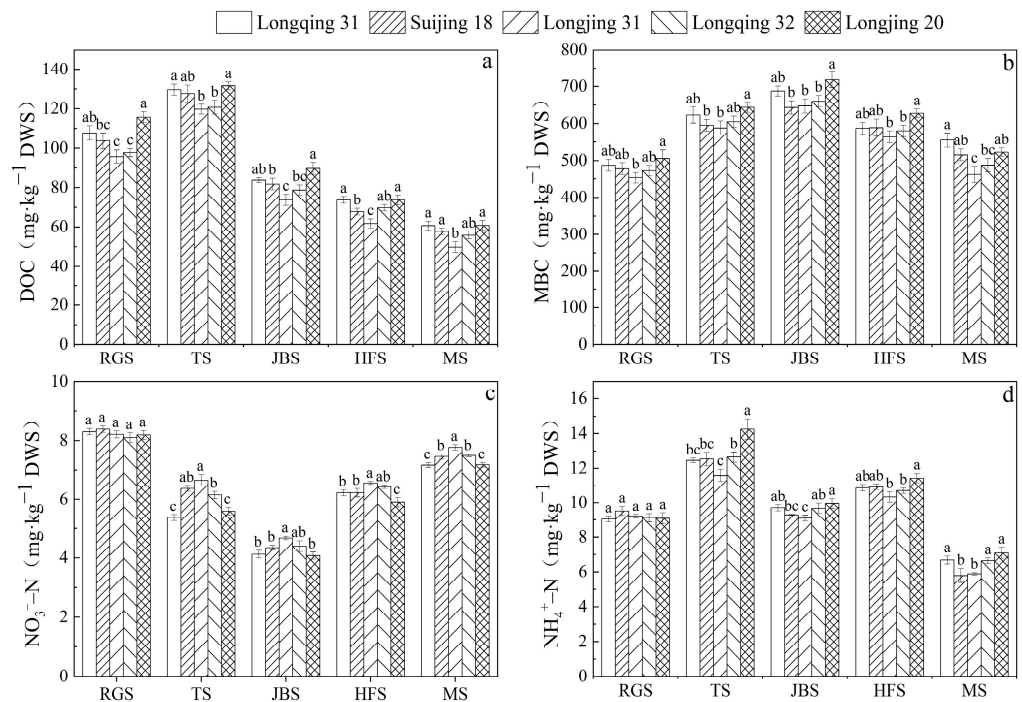 Longqing 31 Suijing 18 Longjing 31 Longqing 32 Longjing 20
a
DOC (mg·kg⁻¹ DWS)
140
120
100
80
60
40
20
0
ab bc c c a
a ab b b a
a b c bc a
a b c ab a
a a b ab a
RGS TS JBS HFS MS
b
MBC (mg·kg⁻¹ DWS)
800
700
600
500
400
300
200
100
0
ab ab b ab a
ab b b ab a
ab b b b a
ab ab b b a
a ab c bc ab
RGS TS JBS HFS MS
c
NO₃⁻–N (mg·kg⁻¹ DWS)
10
8
6
4
2
0
a a a a a
c ab a b c
b b a b b
b b a ab c
c b a b c
RGS TS JBS HFS MS
d
NH₄⁺–N (mg·kg⁻¹ DWS)
16
14
12
10
8
6
4
2
0
a a a a a
bc bc c b a
ab bc c ab a
ab ab b b a
a b b a a
RGS TS JBS HFS MS